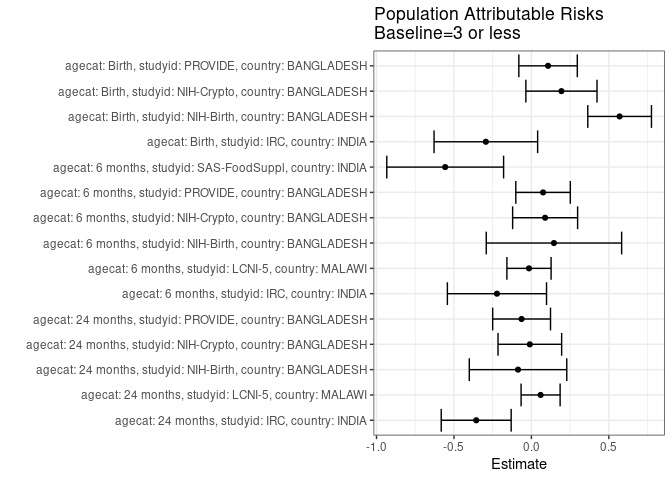 Population Attributable Risks
Baseline=3 or less
agecat: Birth, studyid: PROVIDE, country: BANGLADESH
agecat: Birth, studyid: NIH-Crypto, country: BANGLADESH
agecat: Birth, studyid: NIH-Birth, country: BANGLADESH
agecat: Birth, studyid: IRC, country: INDIA
agecat: 6 months, studyid: SAS-FoodSuppl, country: INDIA
agecat: 6 months, studyid: PROVIDE, country: BANGLADESH
agecat: 6 months, studyid: NIH-Crypto, country: BANGLADESH
agecat: 6 months, studyid: NIH-Birth, country: BANGLADESH
agecat: 6 months, studyid: LCNI-5, country: MALAWI
agecat: 6 months, studyid: IRC, country: INDIA
agecat: 24 months, studyid: PROVIDE, country: BANGLADESH
agecat: 24 months, studyid: NIH-Crypto, country: BANGLADESH
agecat: 24 months, studyid: NIH-Birth, country: BANGLADESH
agecat: 24 months, studyid: LCNI-5, country: MALAWI
agecat: 24 months, studyid: IRC, country: INDIA
-1.0 -0.5 0.0 0.5
Estimate